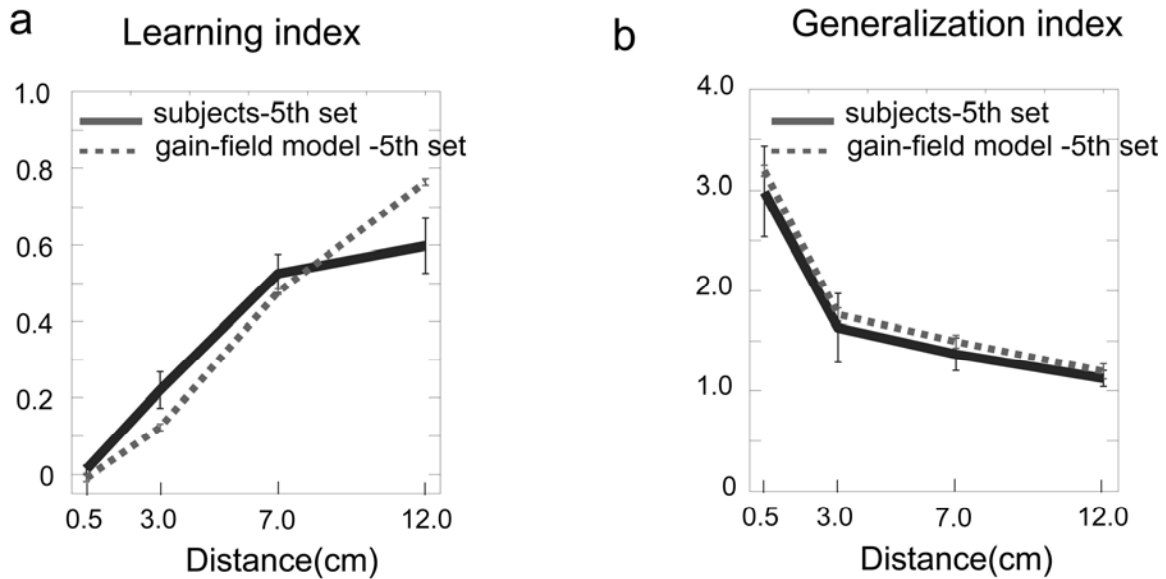 a
Learning index
1.0
0.8
0.6
0.4
0.2
0
subjects-5th set
gain-field model -5th set
0.5 3.0 7.0 12.0
Distance(cm)
b
Generalization index
4.0
3.0
2.0
1.0
0
subjects-5th set
gain-field model -5th set
0.5 3.0 7.0 12.0
Distance(cm)